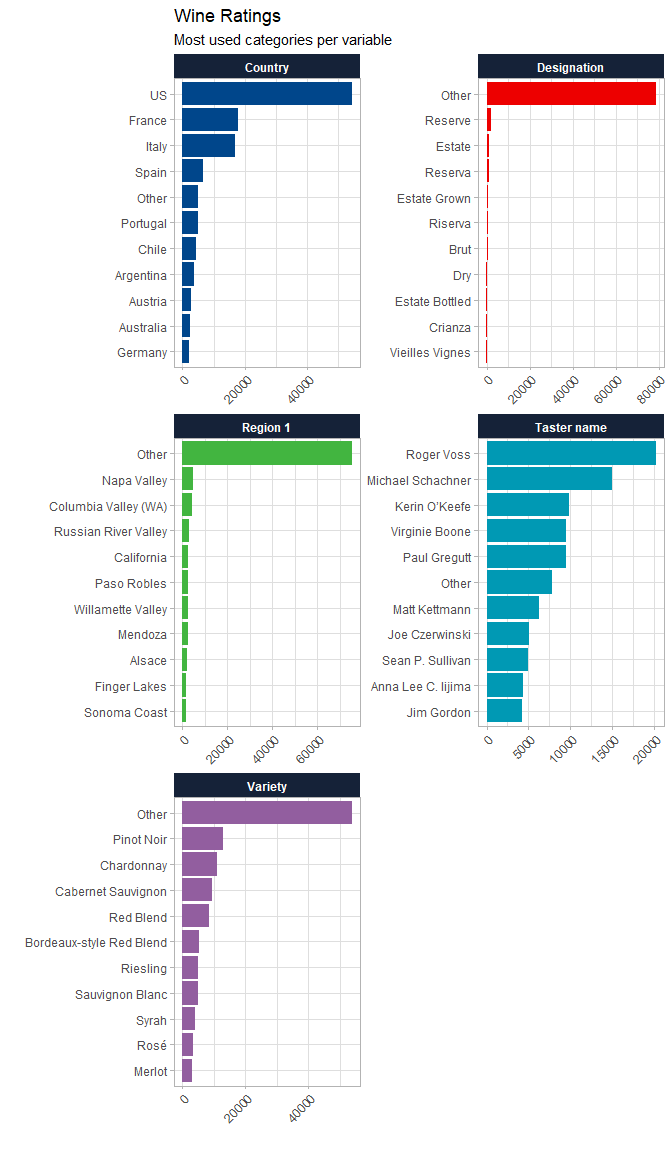 Wine Ratings
Most used categories per variable
Country
US
France
Italy
Spain
Other
Portugal
Chile
Argentina
Austria
Australia
Germany
0
20000
40000
Designation
Other
Reserve
Estate
Reserva
Estate Grown
Riserva
Brut
Dry
Estate Bottled
Crianza
Vieilles Vignes
0
20000
40000
60000
80000
Region 1
Other
Napa Valley
Columbia Valley (WA)
Russian River Valley
California
Paso Robles
Willamette Valley
Mendoza
Alsace
Finger Lakes
Sonoma Coast
0
20000
40000
60000
Taster name
Roger Voss
Michael Schachner
Kerin O'Keefe
Virginie Boone
Paul Gregutt
Other
Matt Kettmann
Joe Czerwinski
Sean P. Sullivan
Anna Lee C. Iijima
Jim Gordon
0
5000
10000
15000
20000
Variety
Other
Pinot Noir
Chardonnay
Cabernet Sauvignon
Red Blend
Bordeaux-style Red Blend
Riesling
Sauvignon Blanc
Syrah
Rosé
Merlot
0
20000
40000